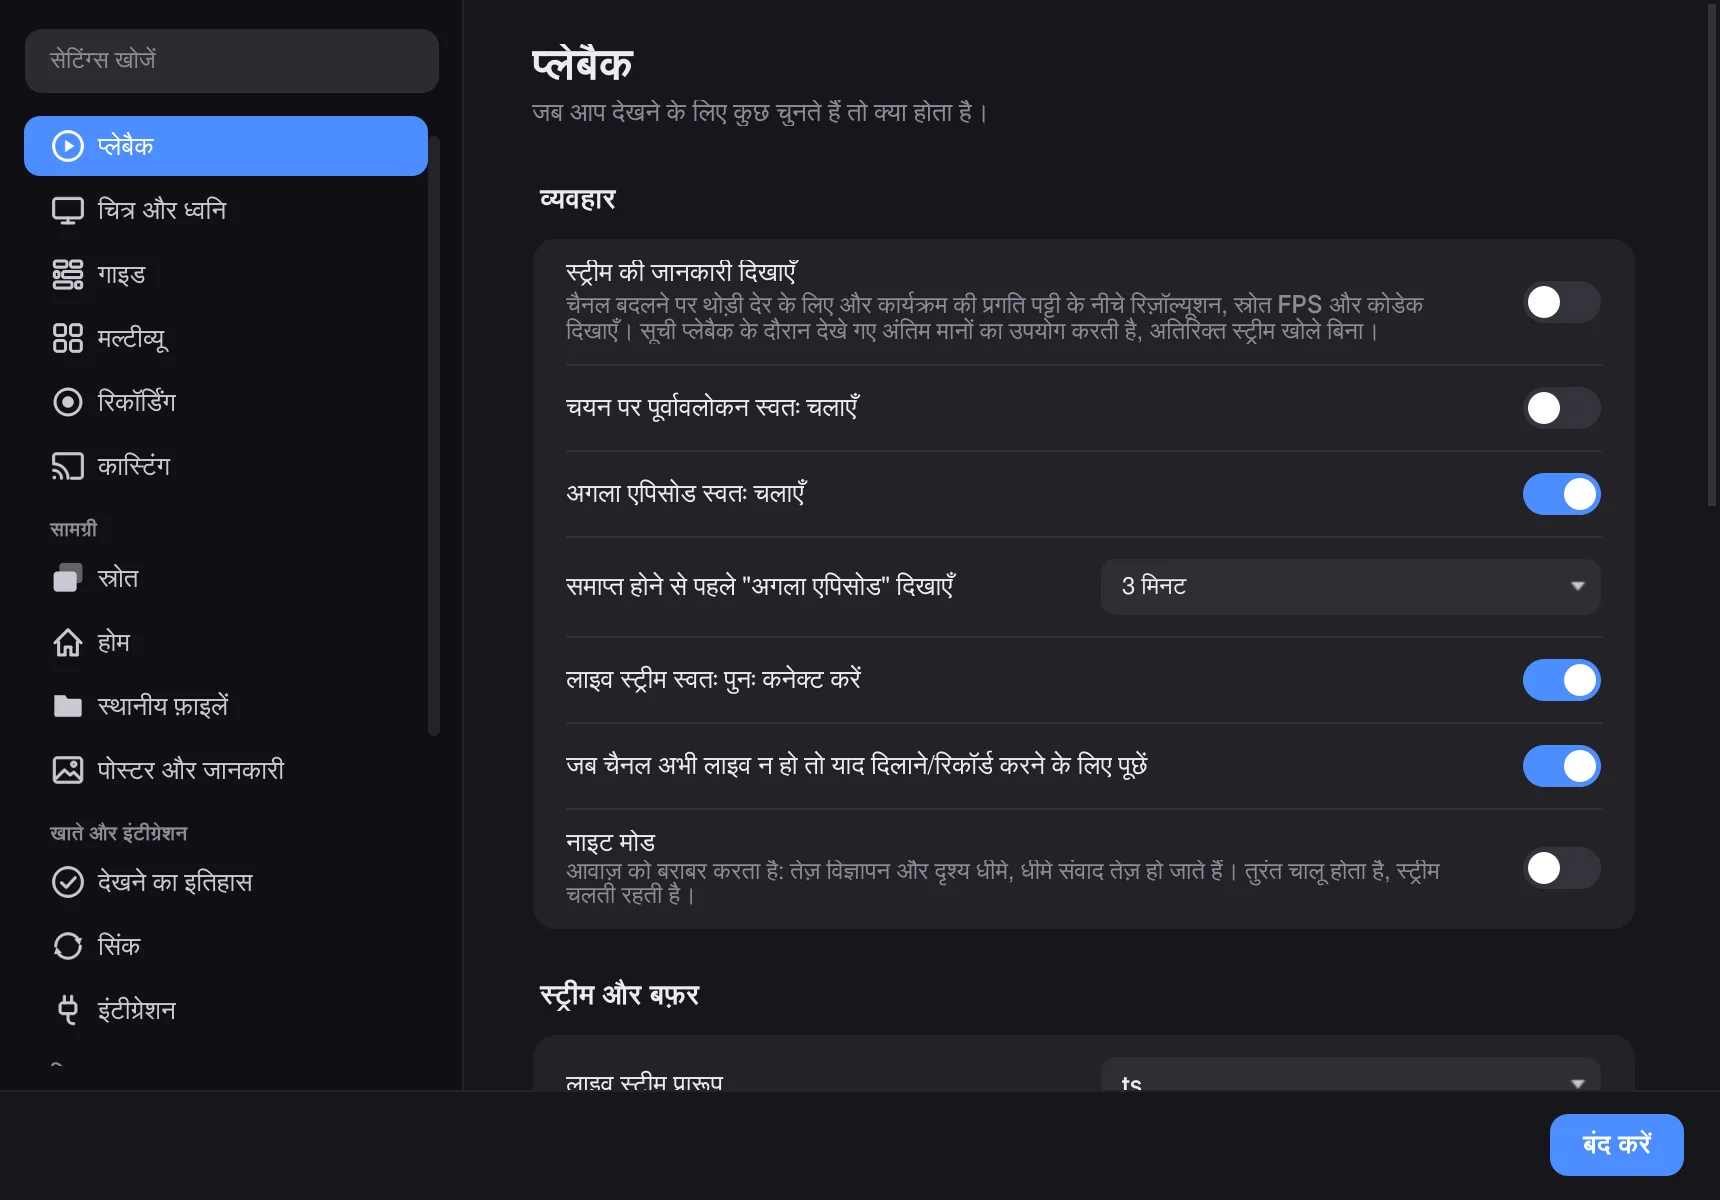 सेटिंग्स खोजें
प्लेबैक
चित्र और ध्वनि
गाइड
मल्टीव्यू
रिकॉर्डिंग
कास्टिंग
सामग्री
स्रोत
होम
स्थानीय फ़ाइलें
पोस्टर और जानकारी
खाते और इंटीग्रेशन
देखने का इतिहास
सिंक
इंटीग्रेशन
प्लेबैक
जब आप देखने के लिए कुछ चुनते हैं तो क्या होता है।
व्यवहार
स्ट्रीम की जानकारी दिखाएँ
चैनल बदलने पर थोड़ी देर के लिए और कार्यक्रम की प्रगति पट्टी के नीचे रिज़ॉल्यूशन, स्रोत FPS और कोडेक
दिखाएँ। सूची प्लेबैक के दौरान देखे गए अंतिम मानों का उपयोग करती है, अतिरिक्त स्ट्रीम खोले बिना।
चयन पर पूर्वावलोकन स्वतः चलाएँ
अगला एपिसोड स्वतः चलाएँ
समाप्त होने से पहले "अगला एपिसोड" दिखाएँ
3 मिनट
लाइव स्ट्रीम स्वतः पुनः कनेक्ट करें
जब चैनल अभी लाइव न हो तो याद दिलाने/रिकॉर्ड करने के लिए पूछें
नाइट मोड
आवाज़ को बराबर करता है: तेज़ विज्ञापन और दृश्य धीमे, धीमे संवाद तेज़ हो जाते हैं। तुरंत चालू होता है, स्ट्रीम
चलती रहती है।
स्ट्रीम और बफ़र
लाइव स्ट्रीम प्रारूप
ts
बंद करें